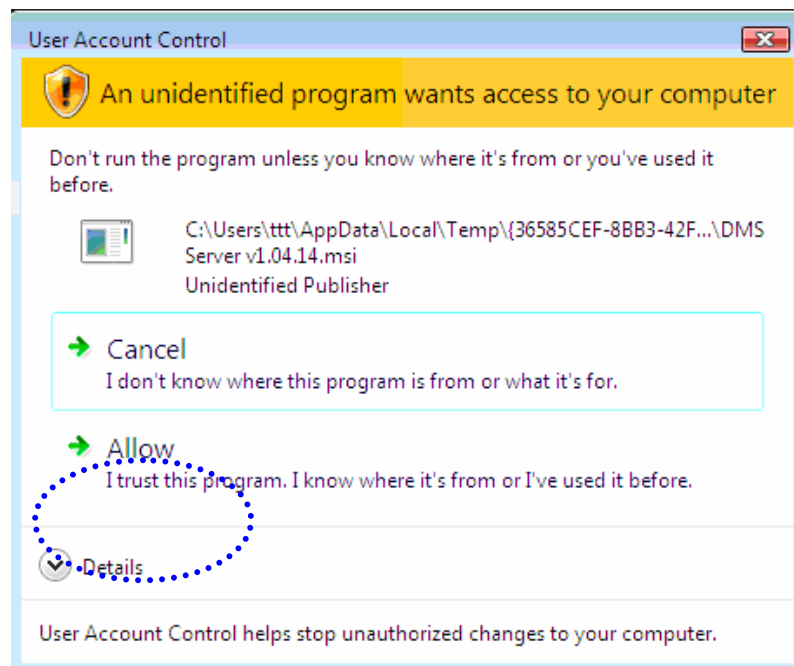 User Account Control
An unidentified program wants access to your computer
Don't run the program unless you know where it's from or you've used it
before.
C:\Users\ttt\AppData\Local\Temp\{36585CEF-8BB3-42F...\DMS
Server v1.04.14.msi
Unidentified Publisher
Cancel
I don't know where this program is from or what it's for.
Allow
I trust this program. I know where it's from or I've used it before.
Details
User Account Control helps stop unauthorized changes to your computer.